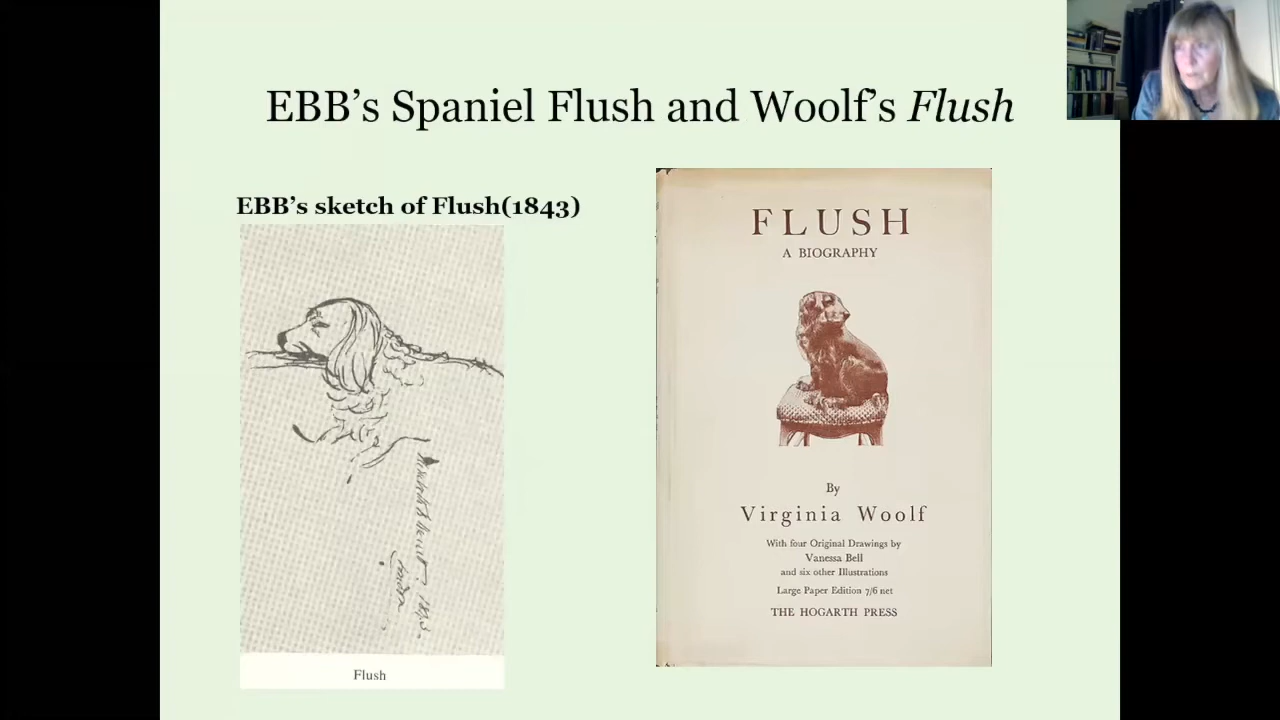 EBB’s Spaniel Flush and Woolf’s Flush
EBB’s sketch of Flush(1843)
Flush
FLUSH
A BIOGRAPHY
By
Virginia Woolf
With four Original Drawings by
Vanessa Bell
and six other Illustrations
Large Paper Edition 7/6 net
THE HOGARTH PRESS